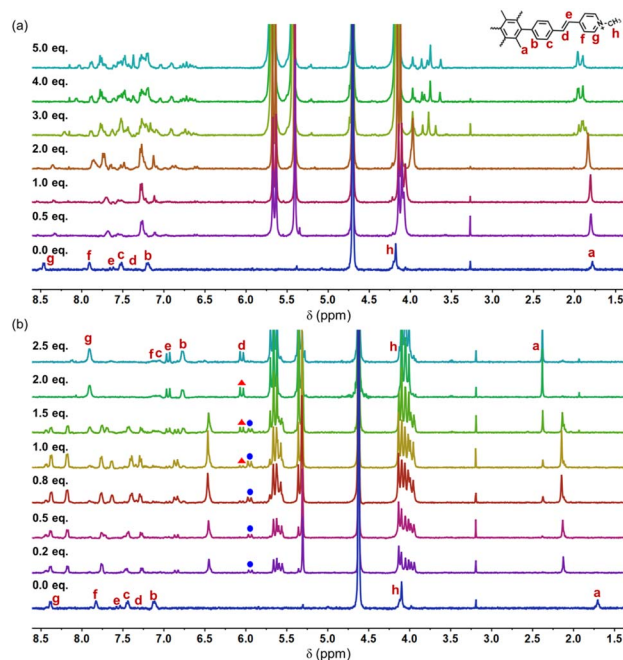 (a)
e
CH₃
N⁺
b c d f g h
a
5.0 eq.
4.0 eq.
3.0 eq.
2.0 eq.
1.0 eq.
0.5 eq.
0.0 eq.
g f e c d b h a
8.5 8.0 7.5 7.0 6.5 6.0 5.5 5.0 4.5 4.0 3.5 3.0 2.5 2.0 1.5
δ (ppm)
(b)
2.5 eq.
g f c e b d h a
2.0 eq.
1.5 eq.
1.0 eq.
0.8 eq.
0.5 eq.
0.2 eq.
0.0 eq.
g f e c d b h a
8.5 8.0 7.5 7.0 6.5 6.0 5.5 5.0 4.5 4.0 3.5 3.0 2.5 2.0 1.5
δ (ppm)